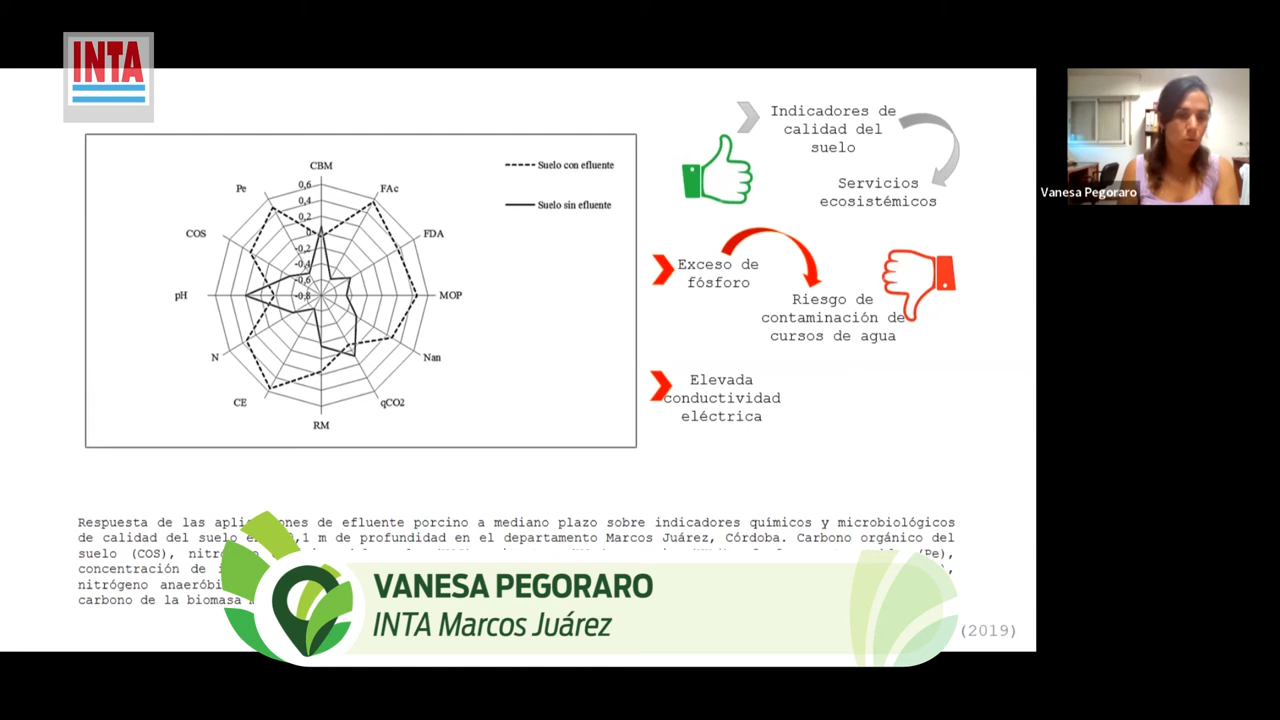 INTA
CBM
FAc
FDA
MOP
Nan
qCO2
RM
CE
N
pH
COS
Pe
0,6
0,4
0,2
0
-0,2
-0,4
-0,6
-0,8
Suelo con efluente
Suelo sin efluente
Indicadores de
calidad del
suelo
Servicios
ecosistémicos
Exceso de
fósforo
Riesgo de
contaminación de
cursos de agua
Elevada
conductividad
eléctrica
Vanesa Pegoraro
Respuesta de las aplicaciones de efluente porcino a mediano plazo sobre indicadores químicos y microbiológicos
de calidad del suelo ,1 m de profundidad en el departamento Marcos Juárez, Córdoba. Carbono orgánico del
suelo (COS), (Pe),
concentración de
nitrógeno
carbono de la biomasa
(2019)
VANESA PEGORARO
INTA Marcos Juárez